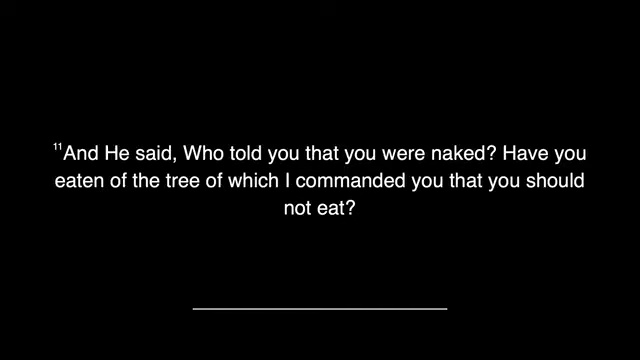 ¹¹And He said, Who told you that you were naked? Have you
eaten of the tree of which I commanded you that you should
not eat?